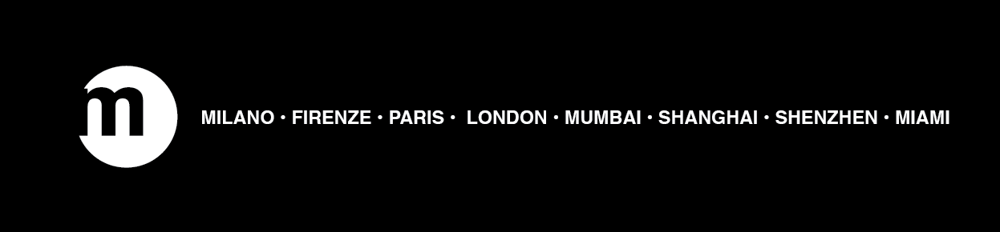 m
MILANO • FIRENZE • PARIS • LONDON • MUMBAI • SHANGHAI • SHENZHEN • MIAMI